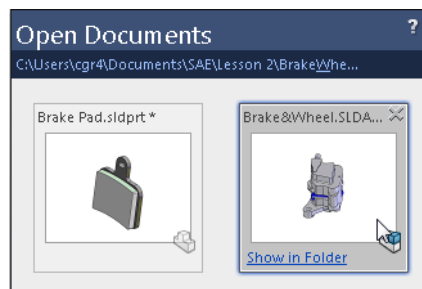 Open Documents
?
C:\Users\cgr4\Documents\SAE\Lesson 2\BrakeWhe...
Brake Pad.sldprt *
Brake&Wheel.SLDA...
Show in Folder